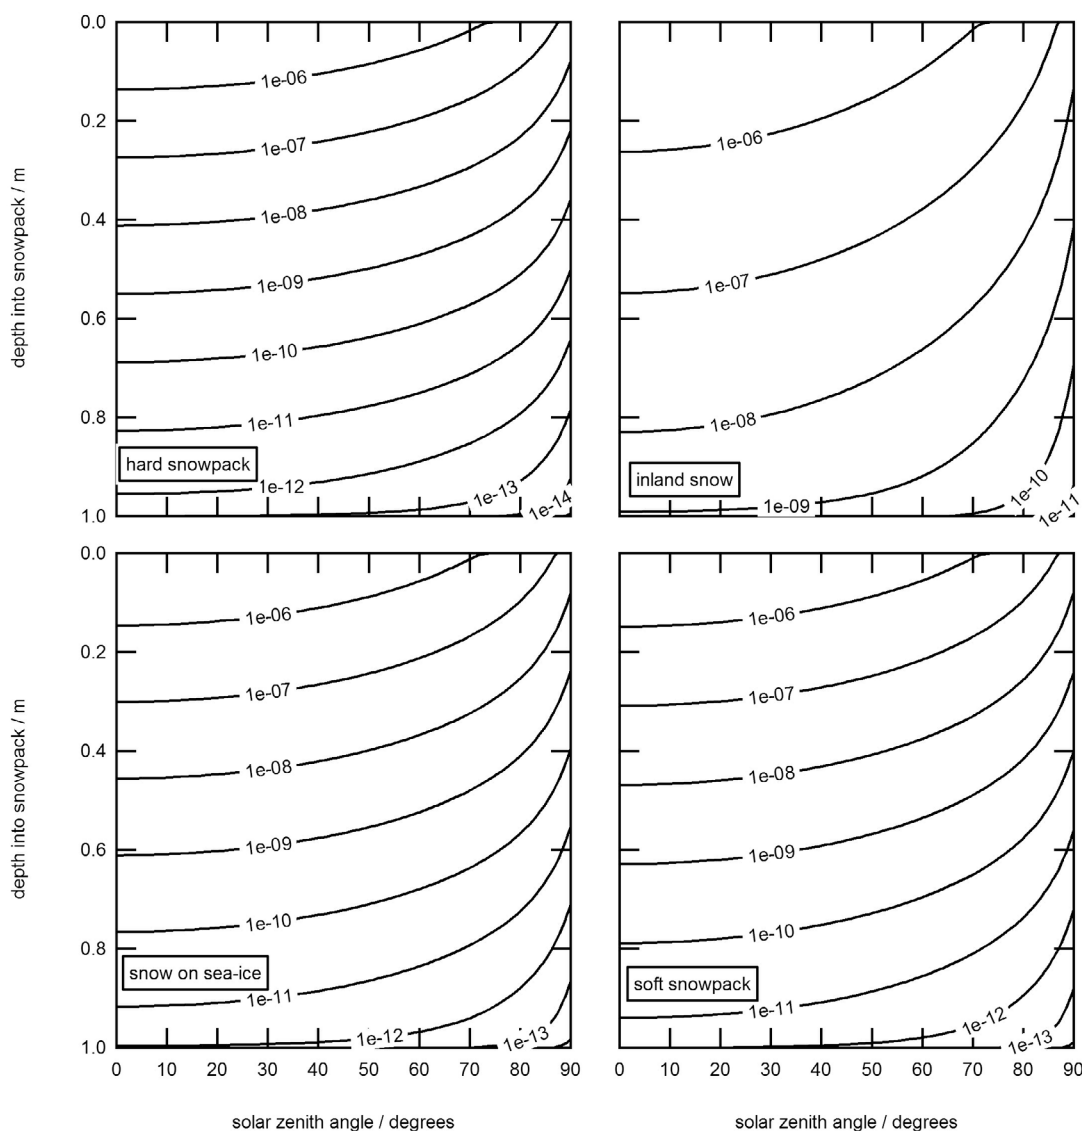 0.0
0.2
0.4
0.6
0.8
1.0
depth into snowpack / m
1e-06
1e-07
1e-08
1e-09
1e-10
1e-11
1e-12
1e-13
1e-14
hard snowpack
1e-06
1e-07
1e-08
1e-09
1e-10
1e-11
inland snow
0.0
0.2
0.4
0.6
0.8
1.0
depth into snowpack / m
1e-06
1e-07
1e-08
1e-09
1e-10
1e-11
1e-12
1e-13
snow on sea-ice
0 10 20 30 40 50 60 70 80 90
solar zenith angle / degrees
1e-06
1e-07
1e-08
1e-09
1e-10
1e-11
1e-12
1e-13
soft snowpack
0 10 20 30 40 50 60 70 80 90
solar zenith angle / degrees